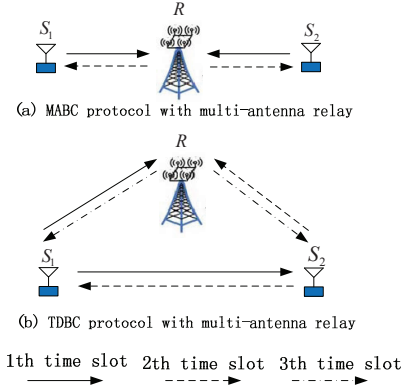 R
S1 S2
(a) MABC protocol with multi-antenna relay
R
S1 S2
(b) TDBC protocol with multi-antenna relay
1th time slot 2th time slot 3th time slot